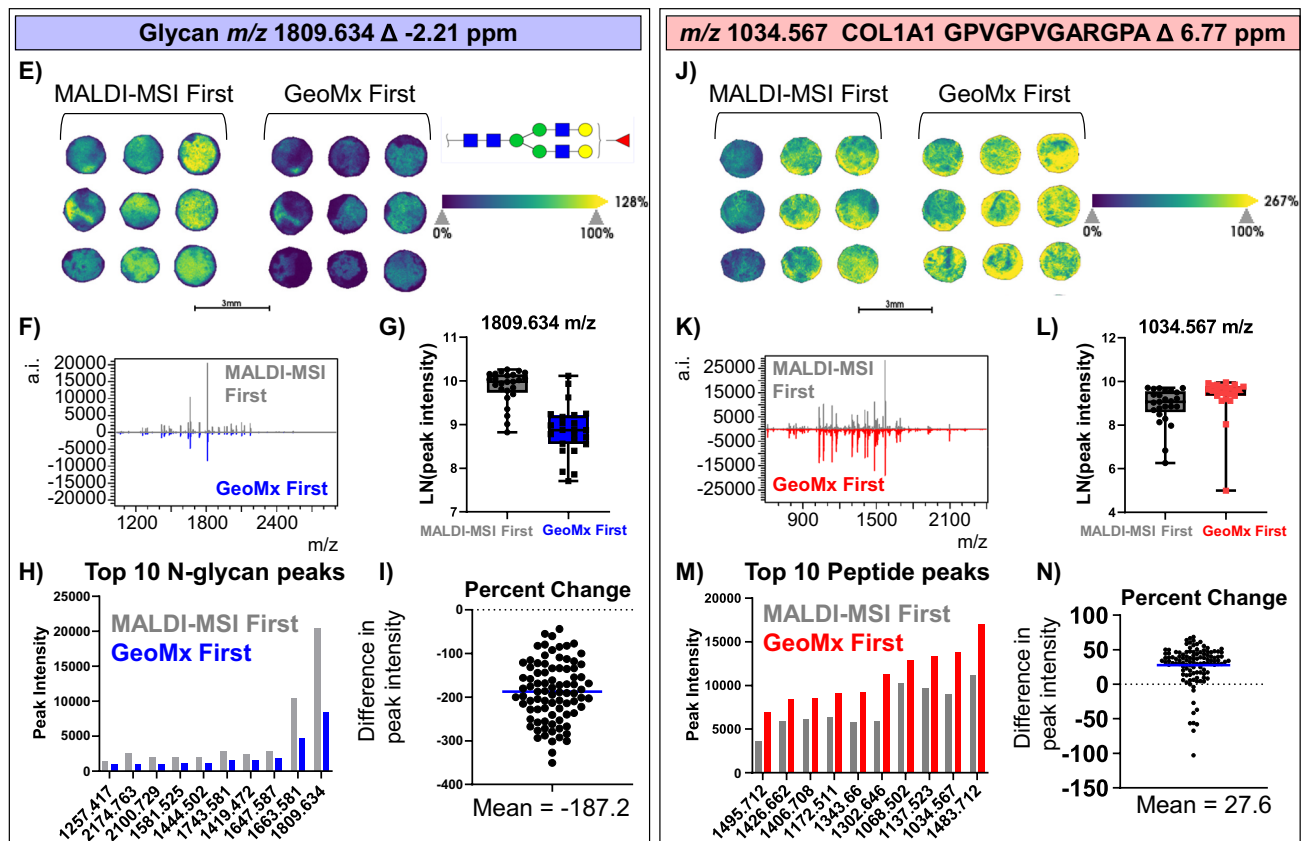 Glycan m/z 1809.634 Δ -2.21 ppm
E)
MALDI-MSI First
GeoMx First
128%
0%
100%
3mm
F)
a.i.
20000
15000
10000
5000
0
-5000
-10000
-15000
-20000
MALDI-MSI
First
GeoMx First
1200
1800
2400
m/z
G)
1809.634 m/z
LN(peak intensity)
11
10
9
8
7
MALDI-MSI First
GeoMx First
H)
Top 10 N-glycan peaks
MALDI-MSI First
GeoMx First
Peak Intensity
25000
20000
15000
10000
5000
0
1257.417
2174.763
2100.729
1581.525
1444.502
1743.581
1419.472
1647.587
1663.581
1809.634
I)
Percent Change
Difference in
peak intensity
0
-100
-200
-300
-400
Mean = -187.2
m/z 1034.567 COL1A1 GPVGPVGARGPA Δ 6.77 ppm
J)
MALDI-MSI First
GeoMx First
267%
0%
100%
3mm
K)
a.i.
25000
15000
5000
-5000
-15000
-25000
MALDI-MSI
First
GeoMx First
900
1500
2100
m/z
L)
1034.567 m/z
LN(peak intensity)
12
10
8
6
4
MALDI-MSI First
GeoMx First
M)
Top 10 Peptide peaks
MALDI-MSI First
GeoMx First
Peak Intensity
20000
15000
10000
5000
0
1495.712
1426.662
1406.708
1172.511
1343.66
1302.646
1068.502
1137.523
1034.567
1483.712
N)
Percent Change
Difference in
peak intensity
100
50
0
-50
-100
-150
Mean = 27.6